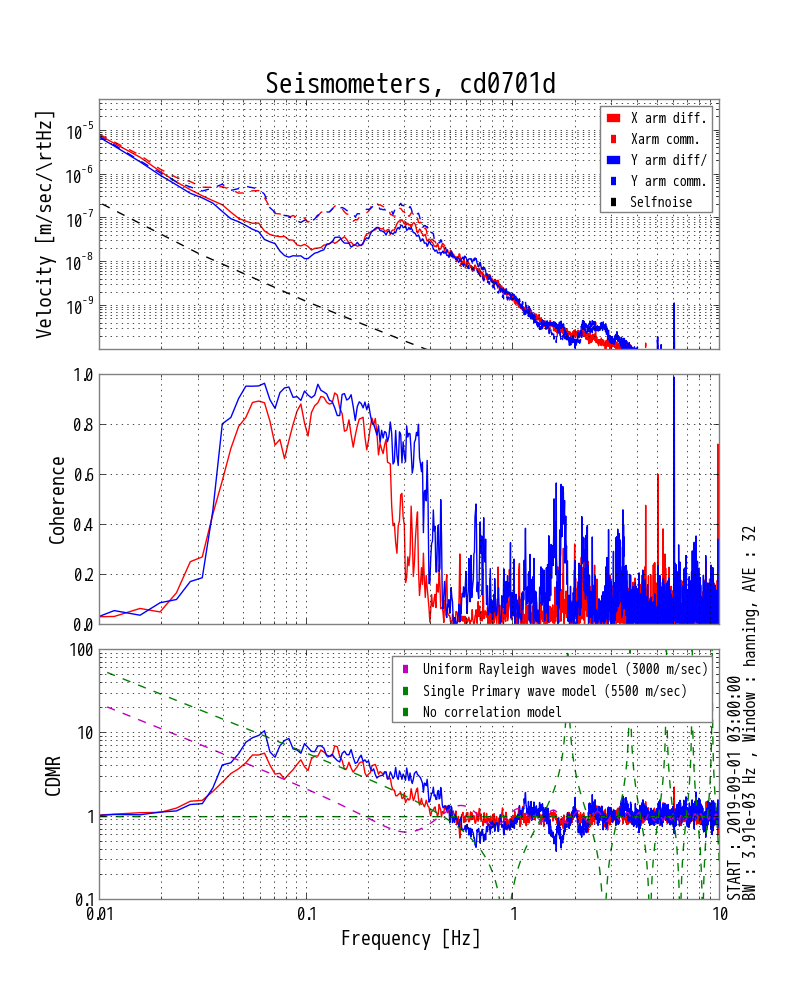 Seismometers, cd0701d
Velocity [m/sec/\rtHz]
10^-5
10^-6
10^-7
10^-8
10^-9
X arm diff.
Xarm comm.
Y arm diff/
Y arm comm.
Selfnoise
Coherence
1.0
0.8
0.6
0.4
0.2
0.0
CDMR
100
10
1
0.1
Uniform Rayleigh waves model (3000 m/sec)
Single Primary wave model (5500 m/sec)
No correlation model
0.01
0.1
1
10
Frequency [Hz]
START : 2019-09-01 03:00:00
BW : 3.91e-03 Hz , Window : hanning, AVE : 32